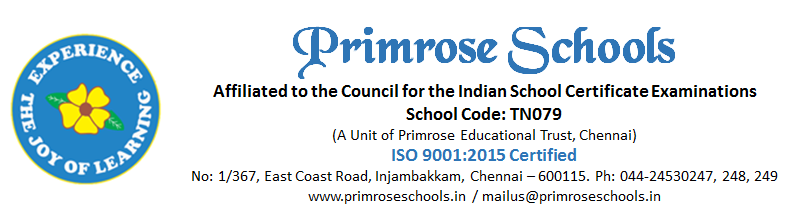 EXPERIENCE
THE JOY OF LEARNING
Primrose Schools
Affiliated to the Council for the Indian School Certificate Examinations
School Code: TN079
(A Unit of Primrose Educational Trust, Chennai)
ISO 9001:2015 Certified
No: 1/367, East Coast Road, Injambakkam, Chennai – 600115. Ph: 044-24530247, 248, 249
www.primroseschools.in / mailus@primroseschools.in